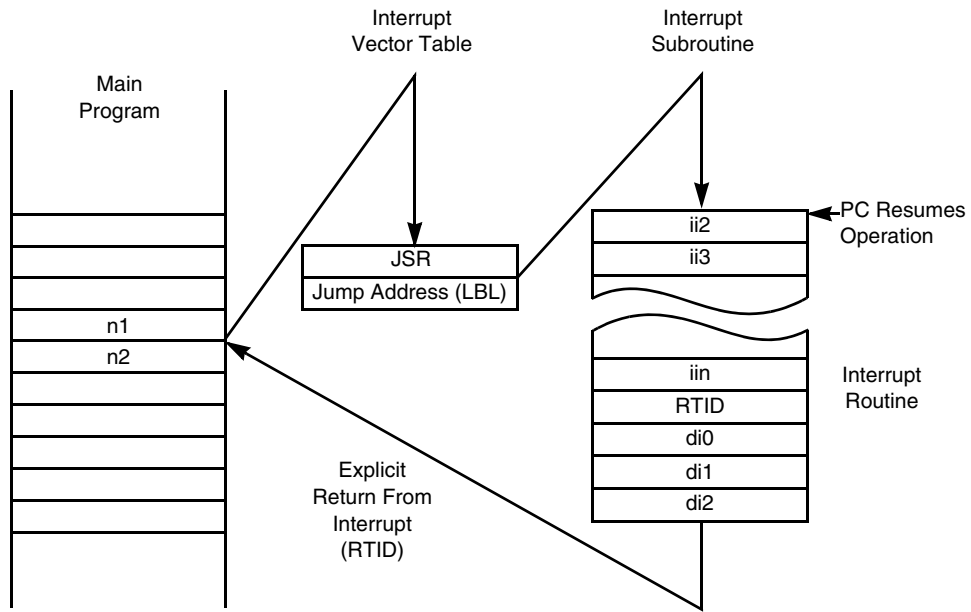 Interrupt
Vector Table
Interrupt
Subroutine
Main
Program
n1
n2
JSR
Jump Address (LBL)
ii2
ii3
PC Resumes
Operation
iin
RTID
di0
di1
di2
Interrupt
Routine
Explicit
Return From
Interrupt
(RTID)